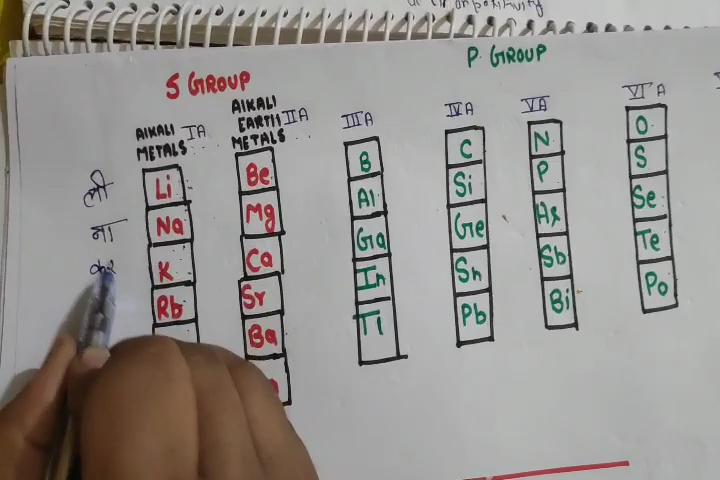 P. GROUP
S GROUP
AlKALI METALS IA
AlKALI EARTH METALS IIA
IIIA
IVA
VA
VIA
ली
ना
Li
Na
K
Rb
Be
Mg
Ca
Sr
Ba
B
Al
Ga
In
Tl
C
Si
Ge
Sn
Pb
N
P
As
Sb
Bi
O
S
Se
Te
Po